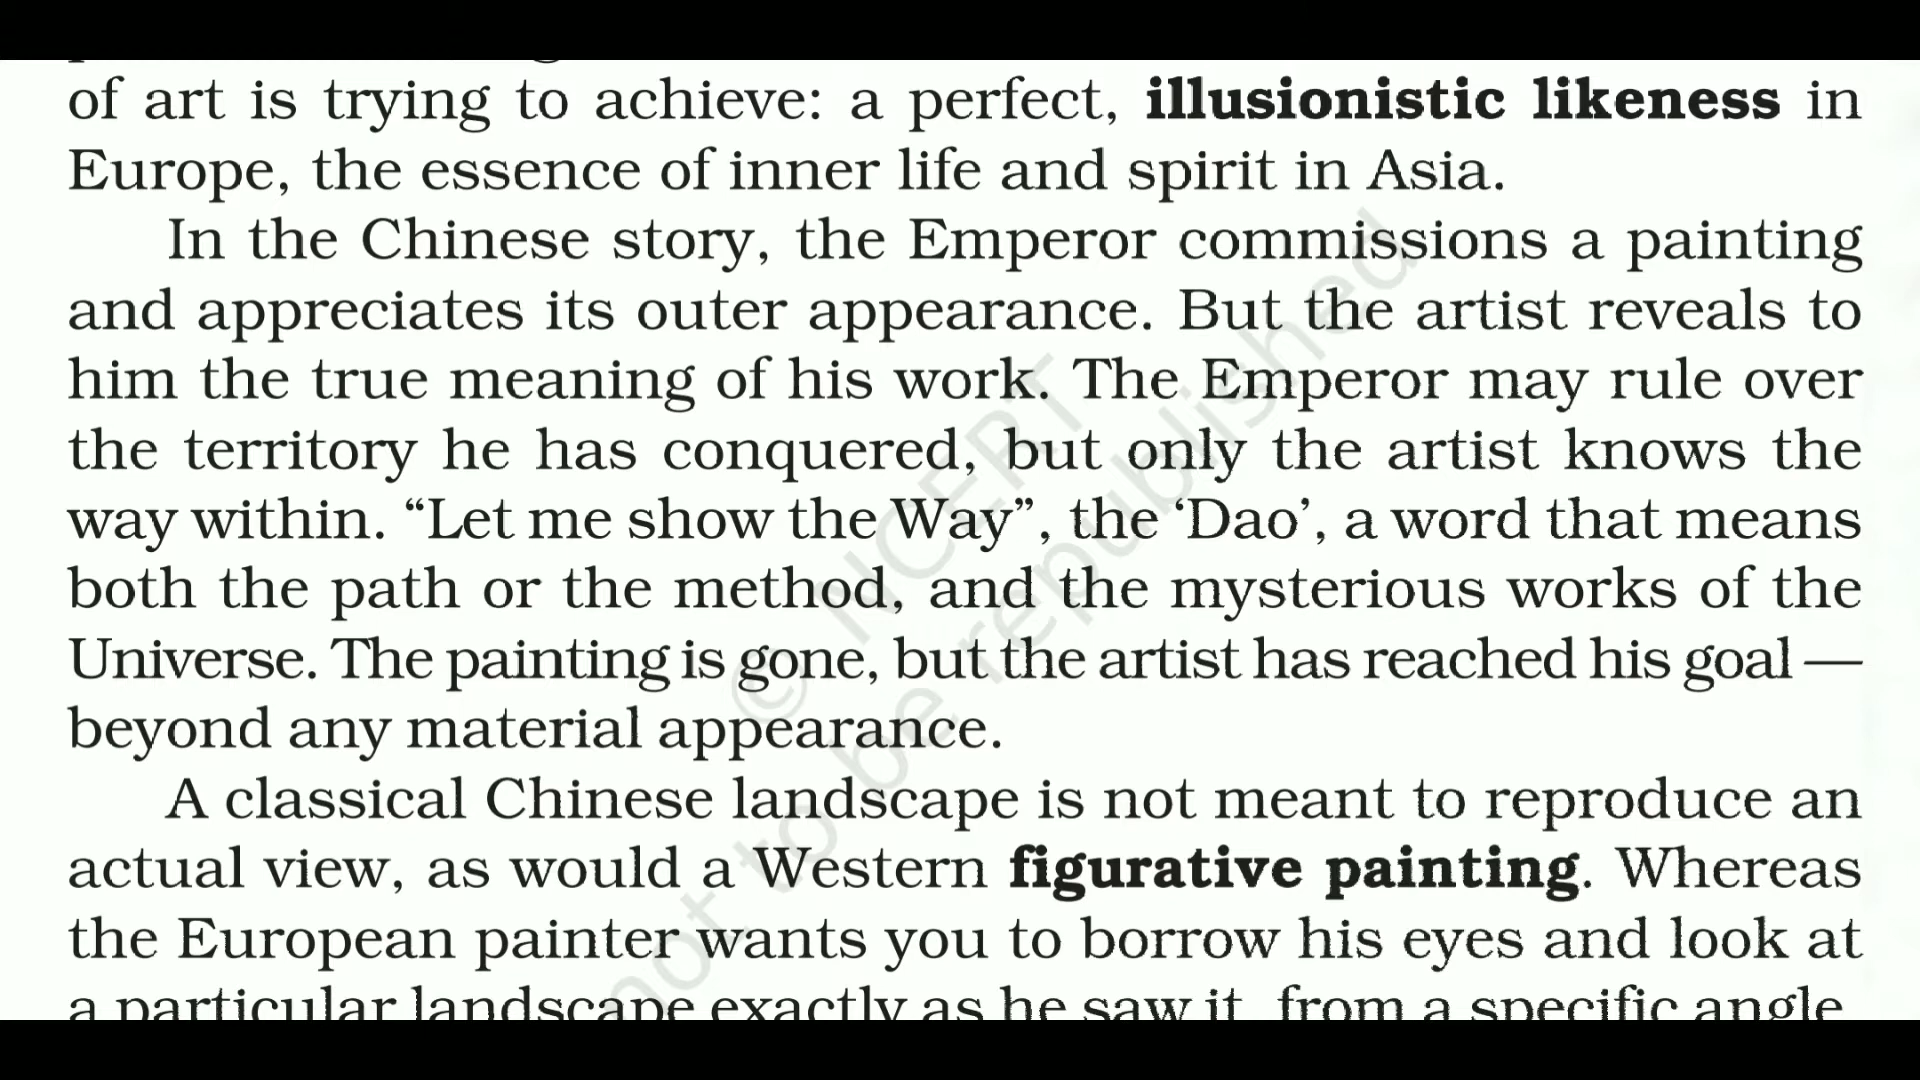 of art is trying to achieve: a perfect, illusionistic likeness in
Europe, the essence of inner life and spirit in Asia.
In the Chinese story, the Emperor commissions a painting
and appreciates its outer appearance. But the artist reveals to
him the true meaning of his work. The Emperor may rule over
the territory he has conquered, but only the artist knows the
way within. “Let me show the Way”, the ‘Dao’, a word that means
both the path or the method, and the mysterious works of the
Universe. The painting is gone, but the artist has reached his goal —
beyond any material appearance.
A classical Chinese landscape is not meant to reproduce an
actual view, as would a Western figurative painting. Whereas
the European painter wants you to borrow his eyes and look at
a particular landscape exactly as he saw it, from a specific angle,
© NCERT
not to be republished